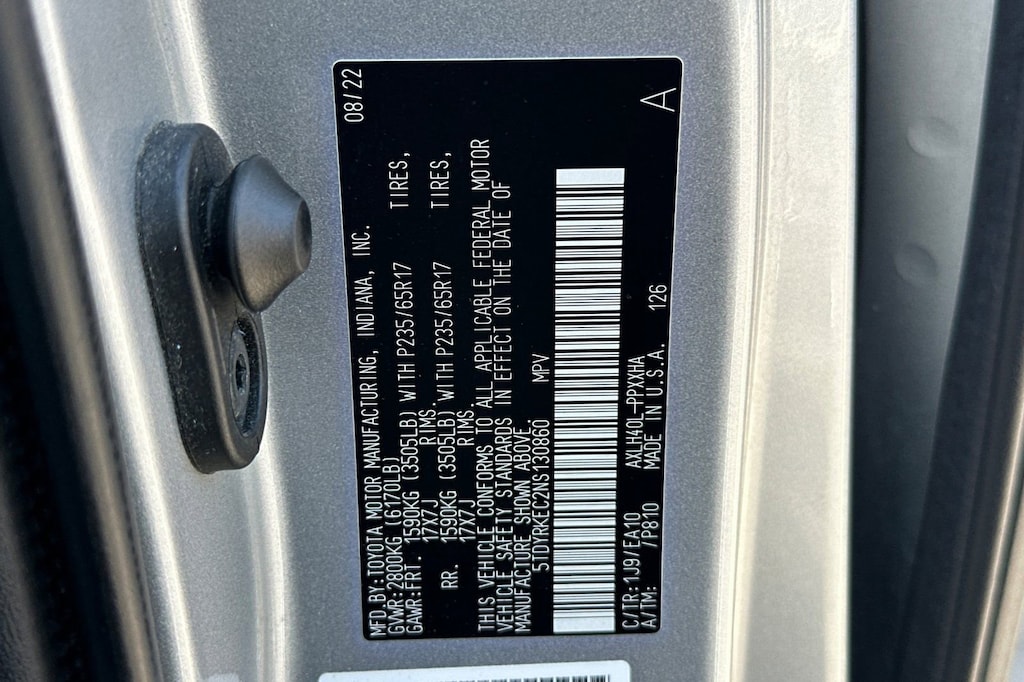 MFD.BY:TOYOTA MOTOR MANUFACTURING, INDIANA, INC. 08/22
GVWR:2800KG (6170LB)
GAWR:FRT. 1590KG (3505LB) WITH P235/65R17 TIRES,
17X7J RIMS.
RR. 1590KG (3505LB) WITH P235/65R17 TIRES,
17X7J RIMS.
THIS VEHICLE CONFORMS TO ALL APPLICABLE FEDERAL MOTOR
VEHICLE SAFETY STANDARDS IN EFFECT ON THE DATE OF
MANUFACTURE SHOWN ABOVE.
5TDYRKEC2NS130860 MPV
C/TR:1J9/EA10 AXLH40L-PPXXHA 126
A/TM: /P810 MADE IN U.S.A. A